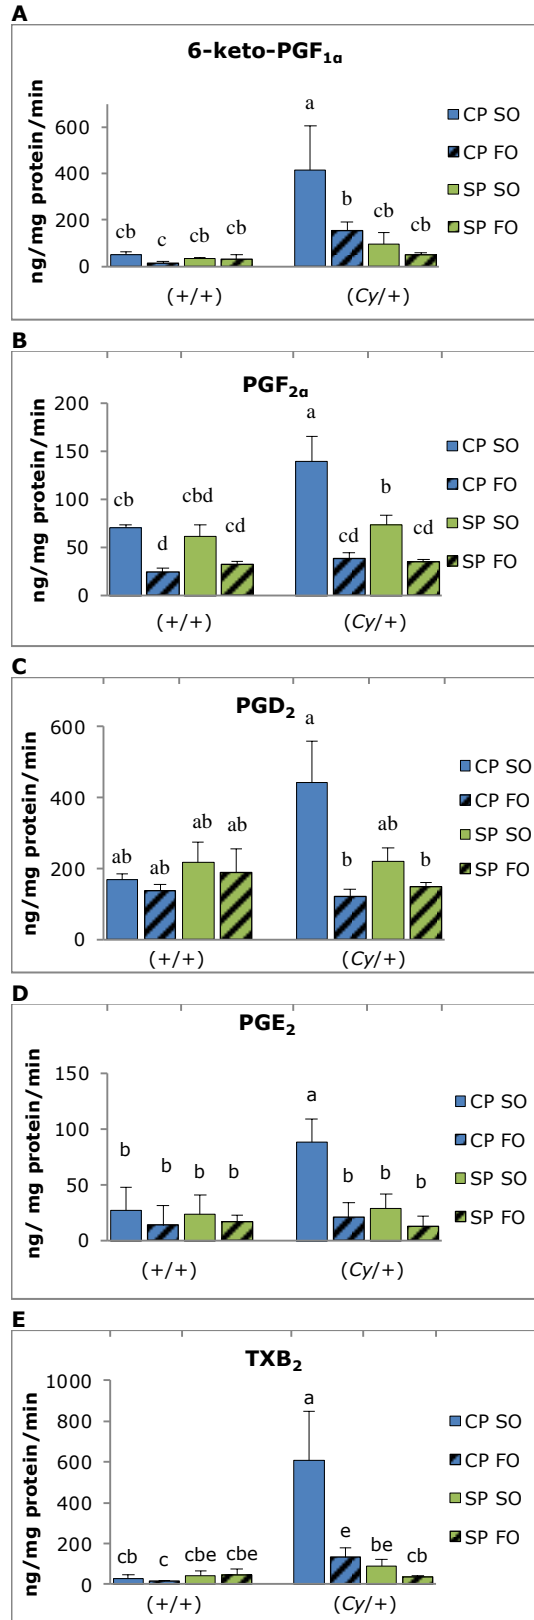 A
6-keto-PGF1α
ng/mg protein/min
600
400
200
0
cb c cb cb
a b cb cb
(+/+) (Cy/+)
CP SO
CP FO
SP SO
SP FO
B
PGF2α
ng/mg protein/min
200
150
100
50
0
cb d cbd cd
a cd b cd
(+/+) (Cy/+)
CP SO
CP FO
SP SO
SP FO
C
PGD2
ng/mg protein/min
600
400
200
0
ab ab ab ab
a b ab b
(+/+) (Cy/+)
CP SO
CP FO
SP SO
SP FO
D
PGE2
ng/ mg protein/min
150
100
50
0
b b b b
a b b b
(+/+) (Cy/+)
CP SO
CP FO
SP SO
SP FO
E
TXB2
ng/mg protein/min
1000
800
600
400
200
0
cb c cbe cbe
a e be cb
(+/+) (Cy/+)
CP SO
CP FO
SP SO
SP FO